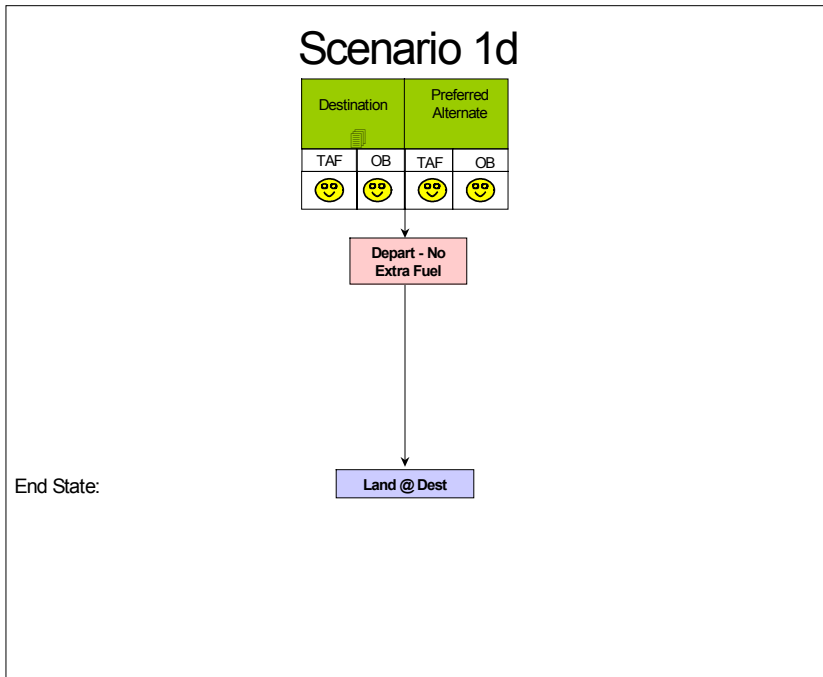 Scenario 1d
Destination
Preferred
Alternate
TAF OB TAF OB
Depart - No
Extra Fuel
End State:
Land @ Dest